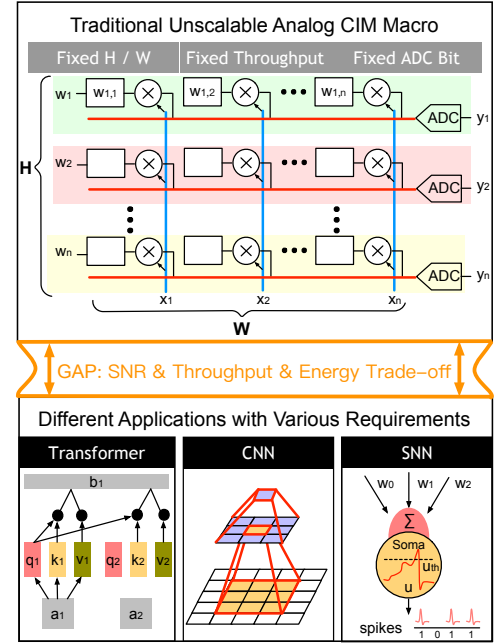 Traditional Unscalable Analog CIM Macro
Fixed H / W Fixed Throughput Fixed ADC Bit
w1 w1,1 w1,2 w1,n ADC y1
H
w2 ADC y2
wn ADC yn
x1 x2 xn
W
GAP: SNR & Throughput & Energy Trade-off
Different Applications with Various Requirements
Transformer CNN SNN
b1
q1 k1 v1 q2 k2 v2
a1 a2
w0 w1 w2
Σ
Soma
uth
u
spikes
1 0 1 1